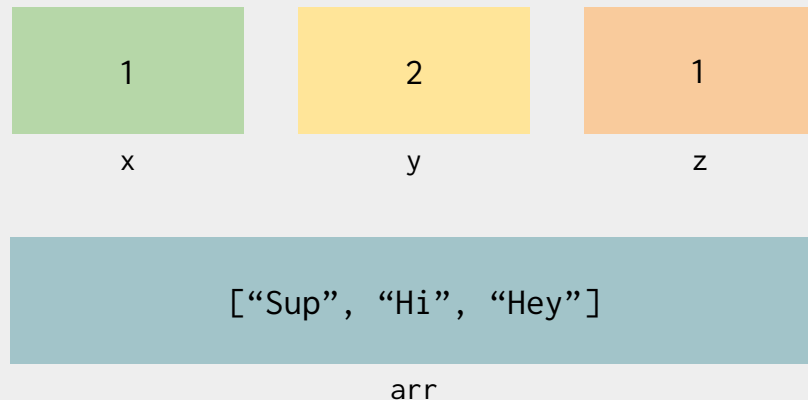 1 2 1
x y z
[“Sup”, “Hi”, “Hey”]
arr